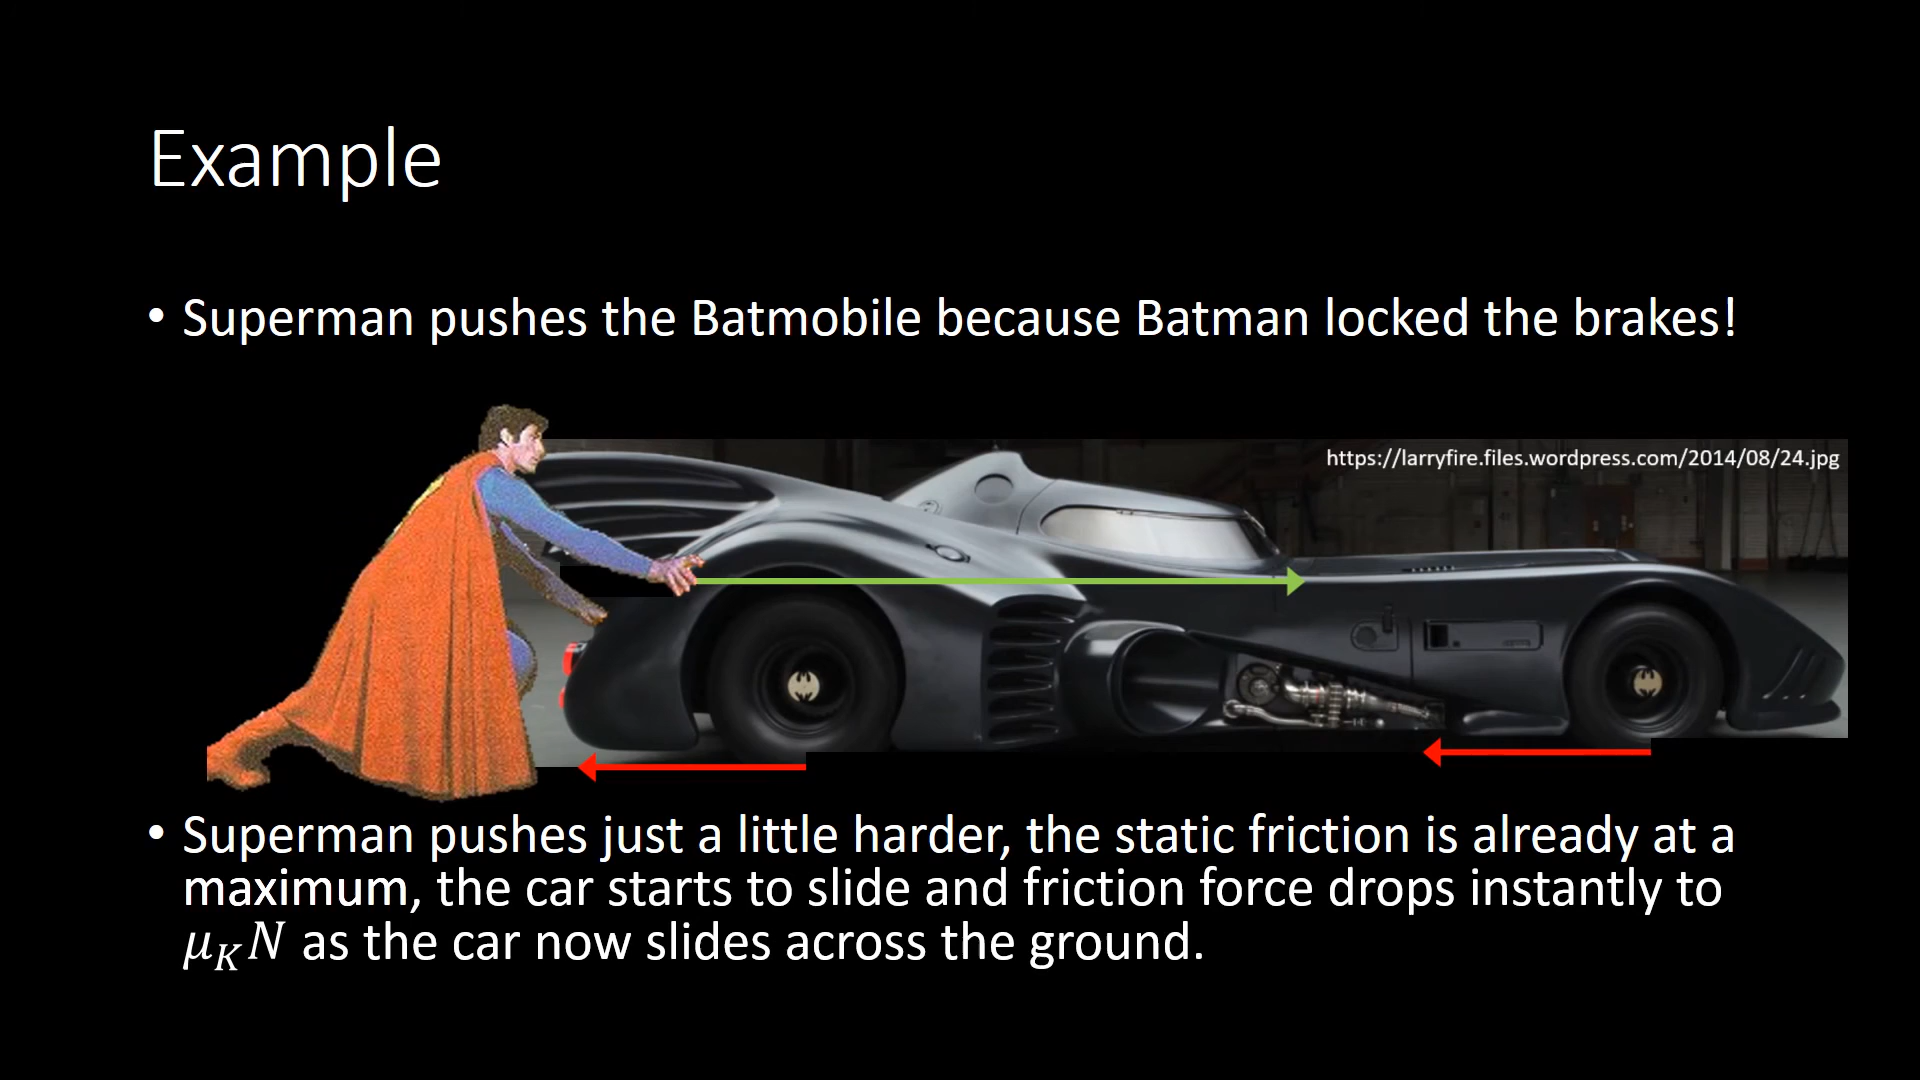 Example
• Superman pushes the Batmobile because Batman locked the brakes!
https://larryfire.files.wordpress.com/2014/08/24.jpg
• Superman pushes just a little harder, the static friction is already at a
maximum, the car starts to slide and friction force drops instantly to
𝜇_K N as the car now slides across the ground.